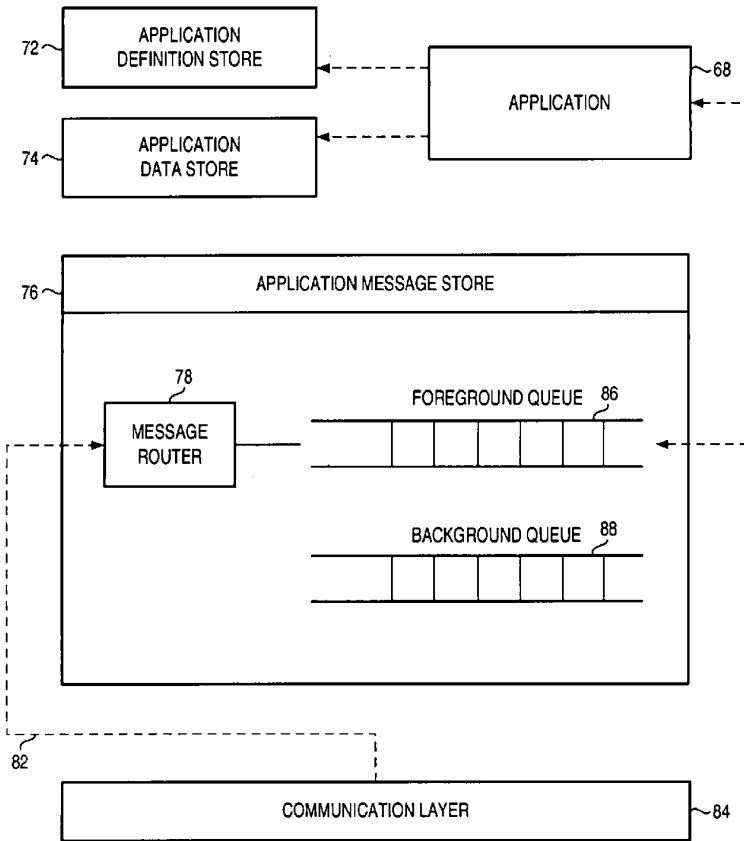 72
APPLICATION
DEFINITION STORE
68
APPLICATION
74
APPLICATION
DATA STORE
76
APPLICATION MESSAGE STORE
78
MESSAGE
ROUTER
FOREGROUND QUEUE
86
BACKGROUND QUEUE
88
82
COMMUNICATION LAYER
84